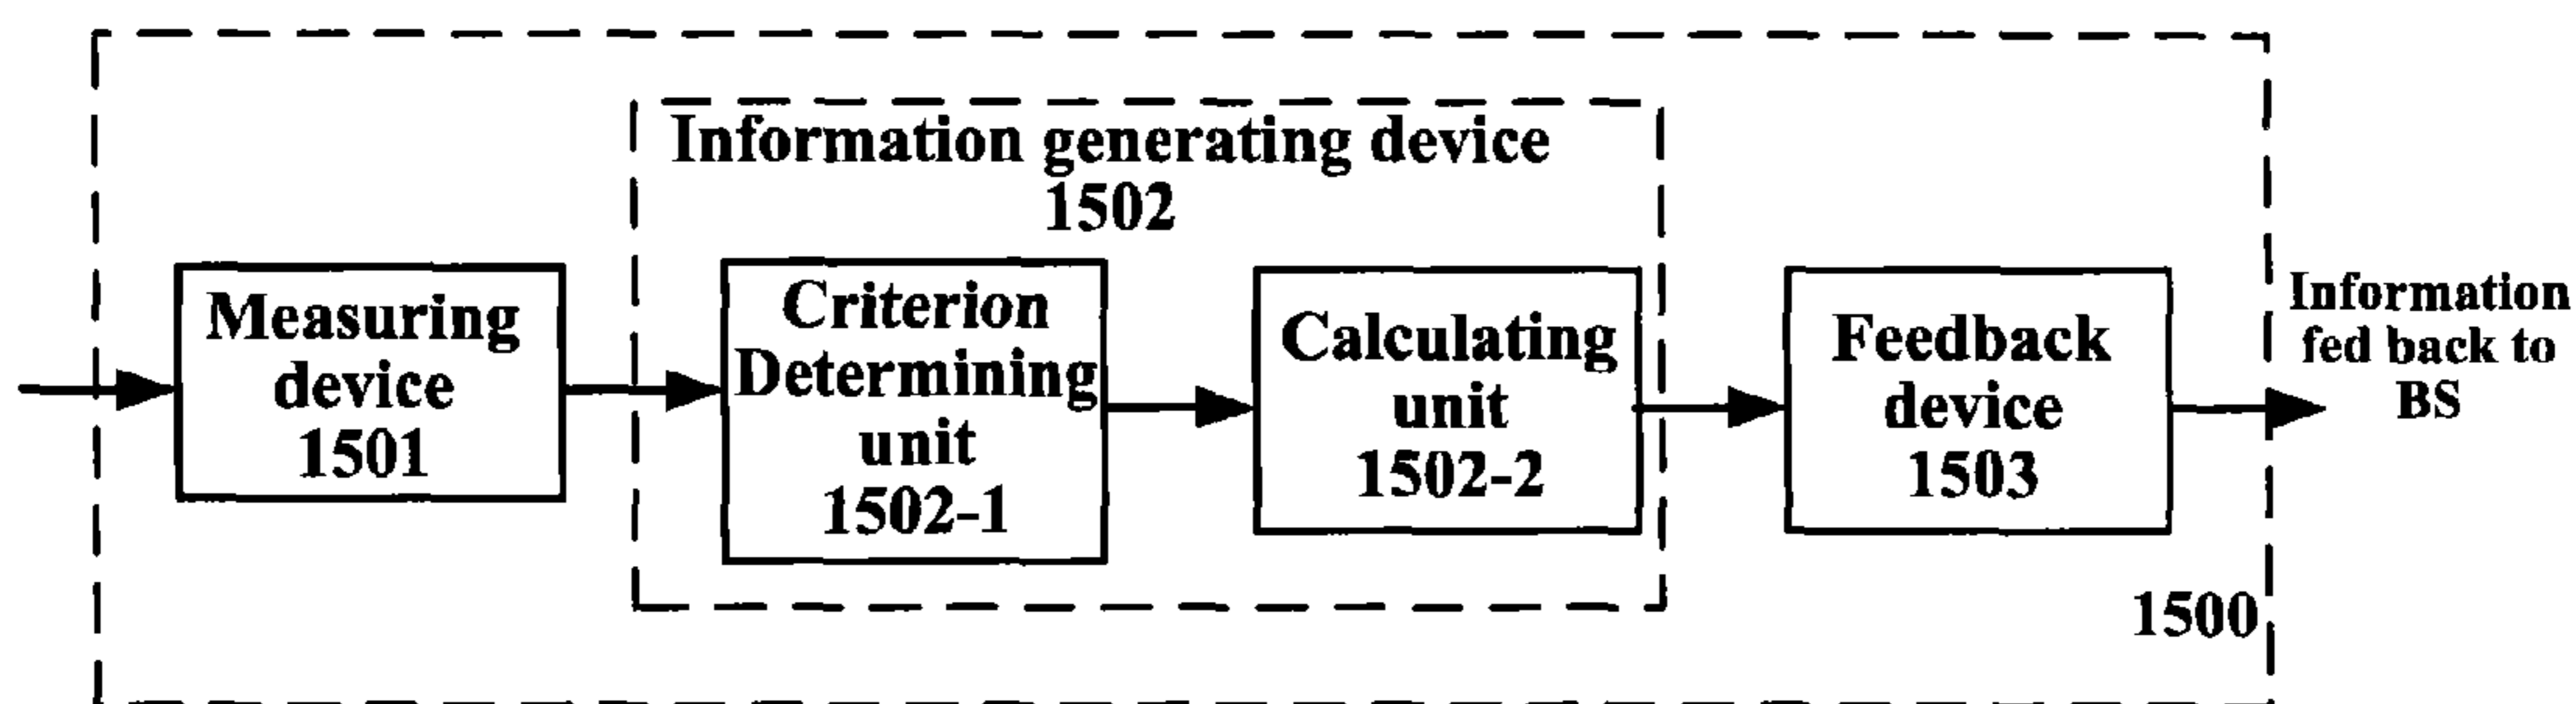 Information generating device
1502
Measuring
device
1501
Criterion
Determining
unit
1502-1
Calculating
unit
1502-2
Feedback
device
1503
Information
fed back to
BS
1500